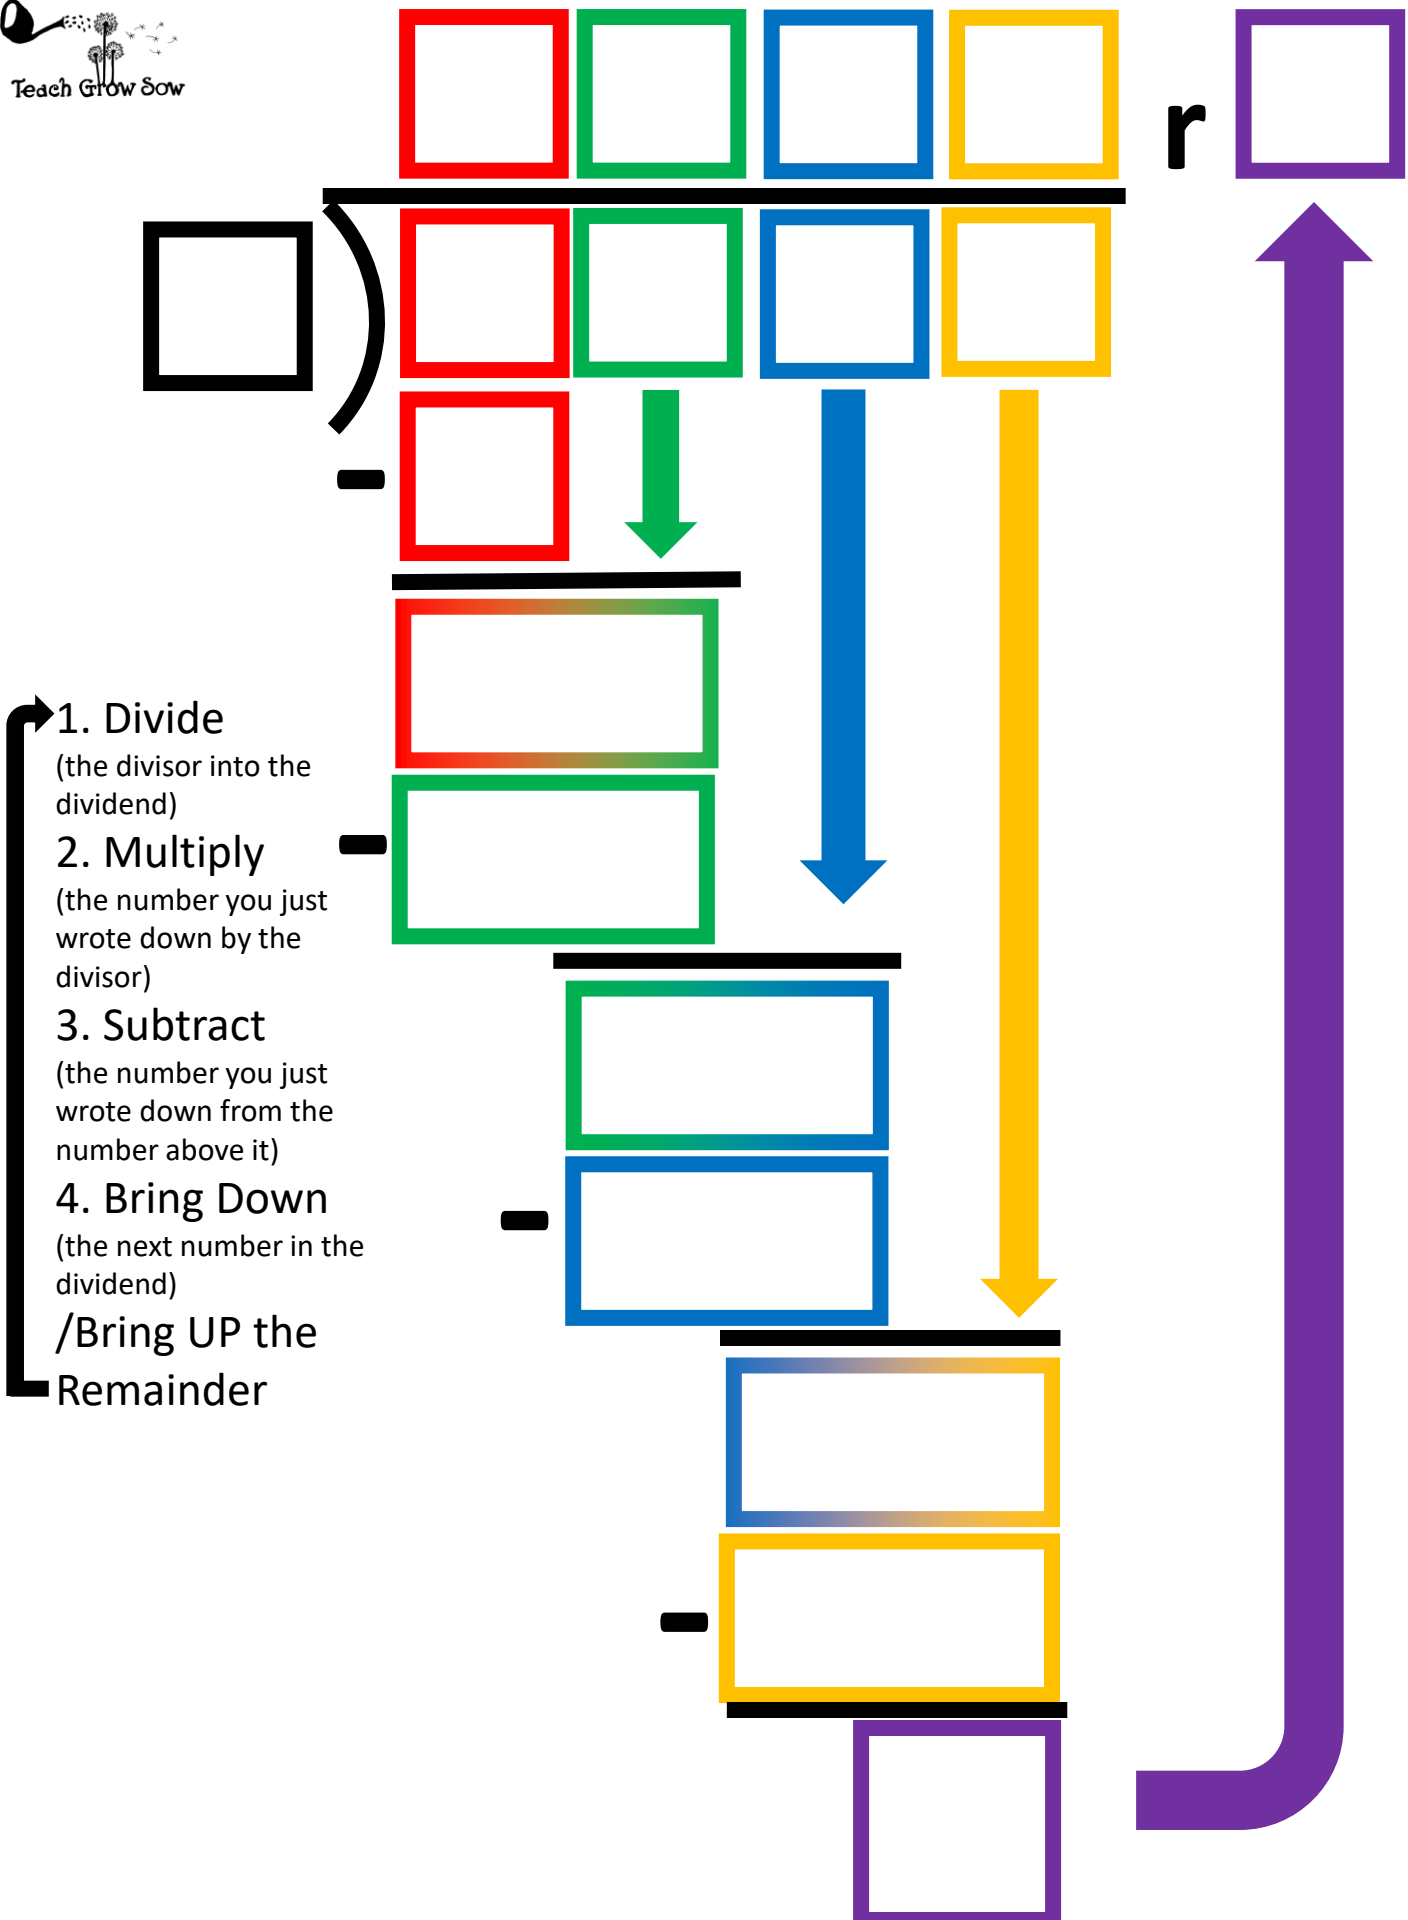 Teach Grow Sow
r
1. Divide
(the divisor into the
dividend)
2. Multiply
(the number you just
wrote down by the
divisor)
3. Subtract
(the number you just
wrote down from the
number above it)
4. Bring Down
(the next number in the
dividend)
/Bring UP the
Remainder